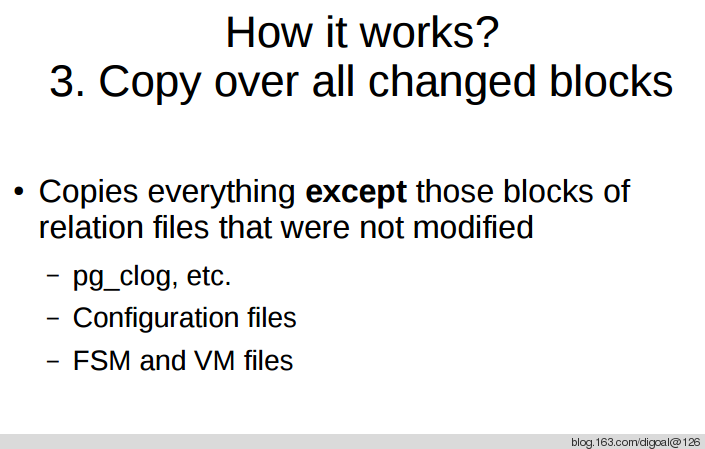 How it works?
3. Copy over all changed blocks
• Copies everything except those blocks of
relation files that were not modified
– pg_clog, etc.
– Configuration files
– FSM and VM files
blog.163.com/digoal@126